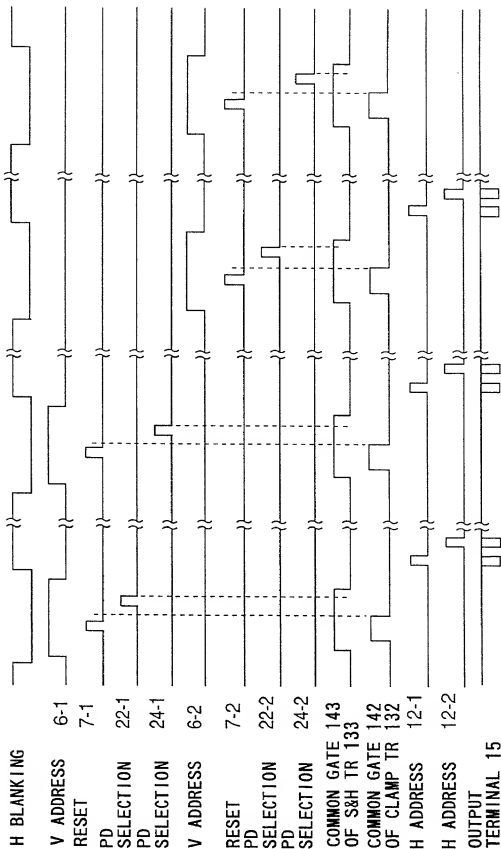 H BLANKING
V ADDRESS 6-1
RESET 7-1
PD
SELECTION 22-1
PD
SELECTION 24-1
V ADDRESS 6-2
RESET 7-2
PD
SELECTION 22-2
PD
SELECTION 24-2
COMMON GATE 143
OF S&H TR 133
COMMON GATE 142
OF CLAMP TR 132
H ADDRESS 12-1
H ADDRESS 12-2
OUTPUT
TERMINAL 15